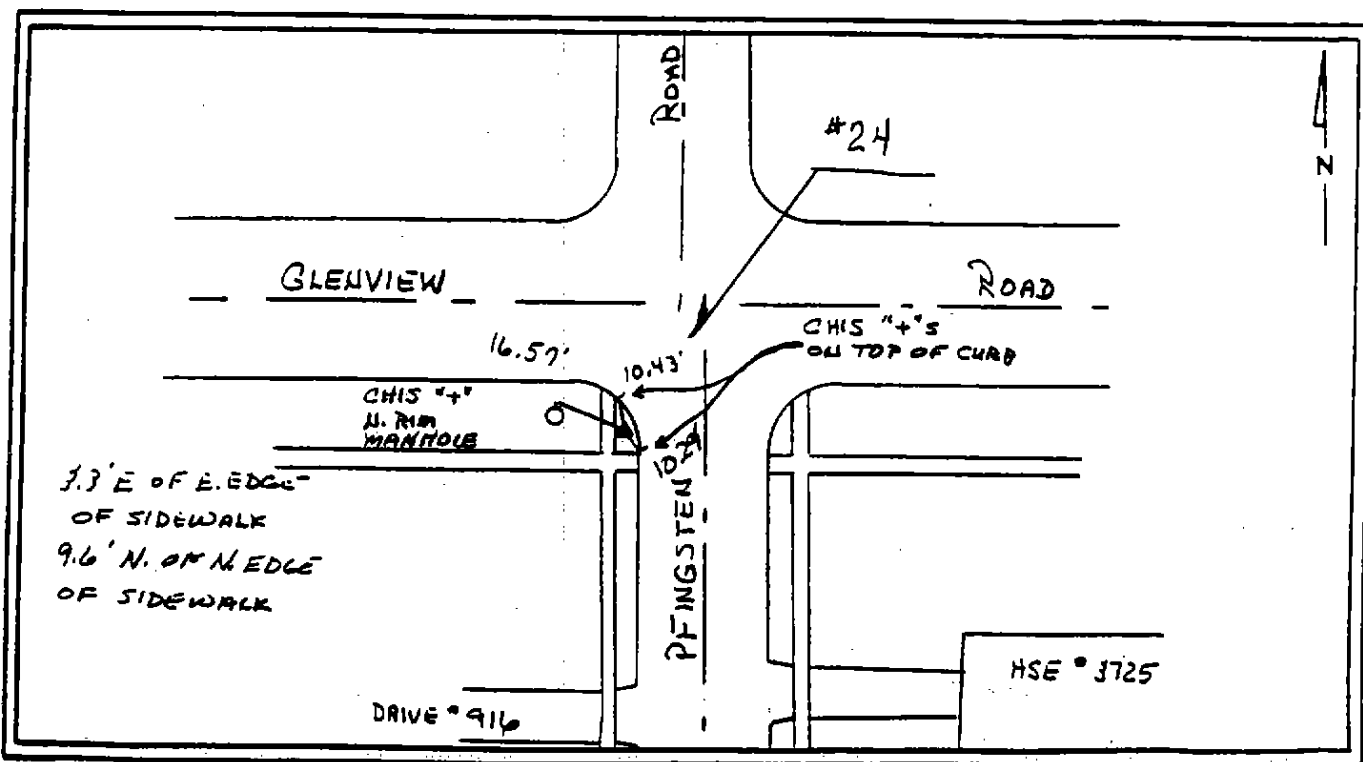 ROAD
#24
N
GLENVIEW
ROAD
CHIS "+"s
ON TOP OF CURB
16.57'
10.43'
CHIS "+"
N. RIM
MANHOLE
3.3' E OF E. EDGE
OF SIDEWALK
9.6' N. OF N. EDGE
OF SIDEWALK
PFINGSTEN
HSE # 3725
DRIVE # 916